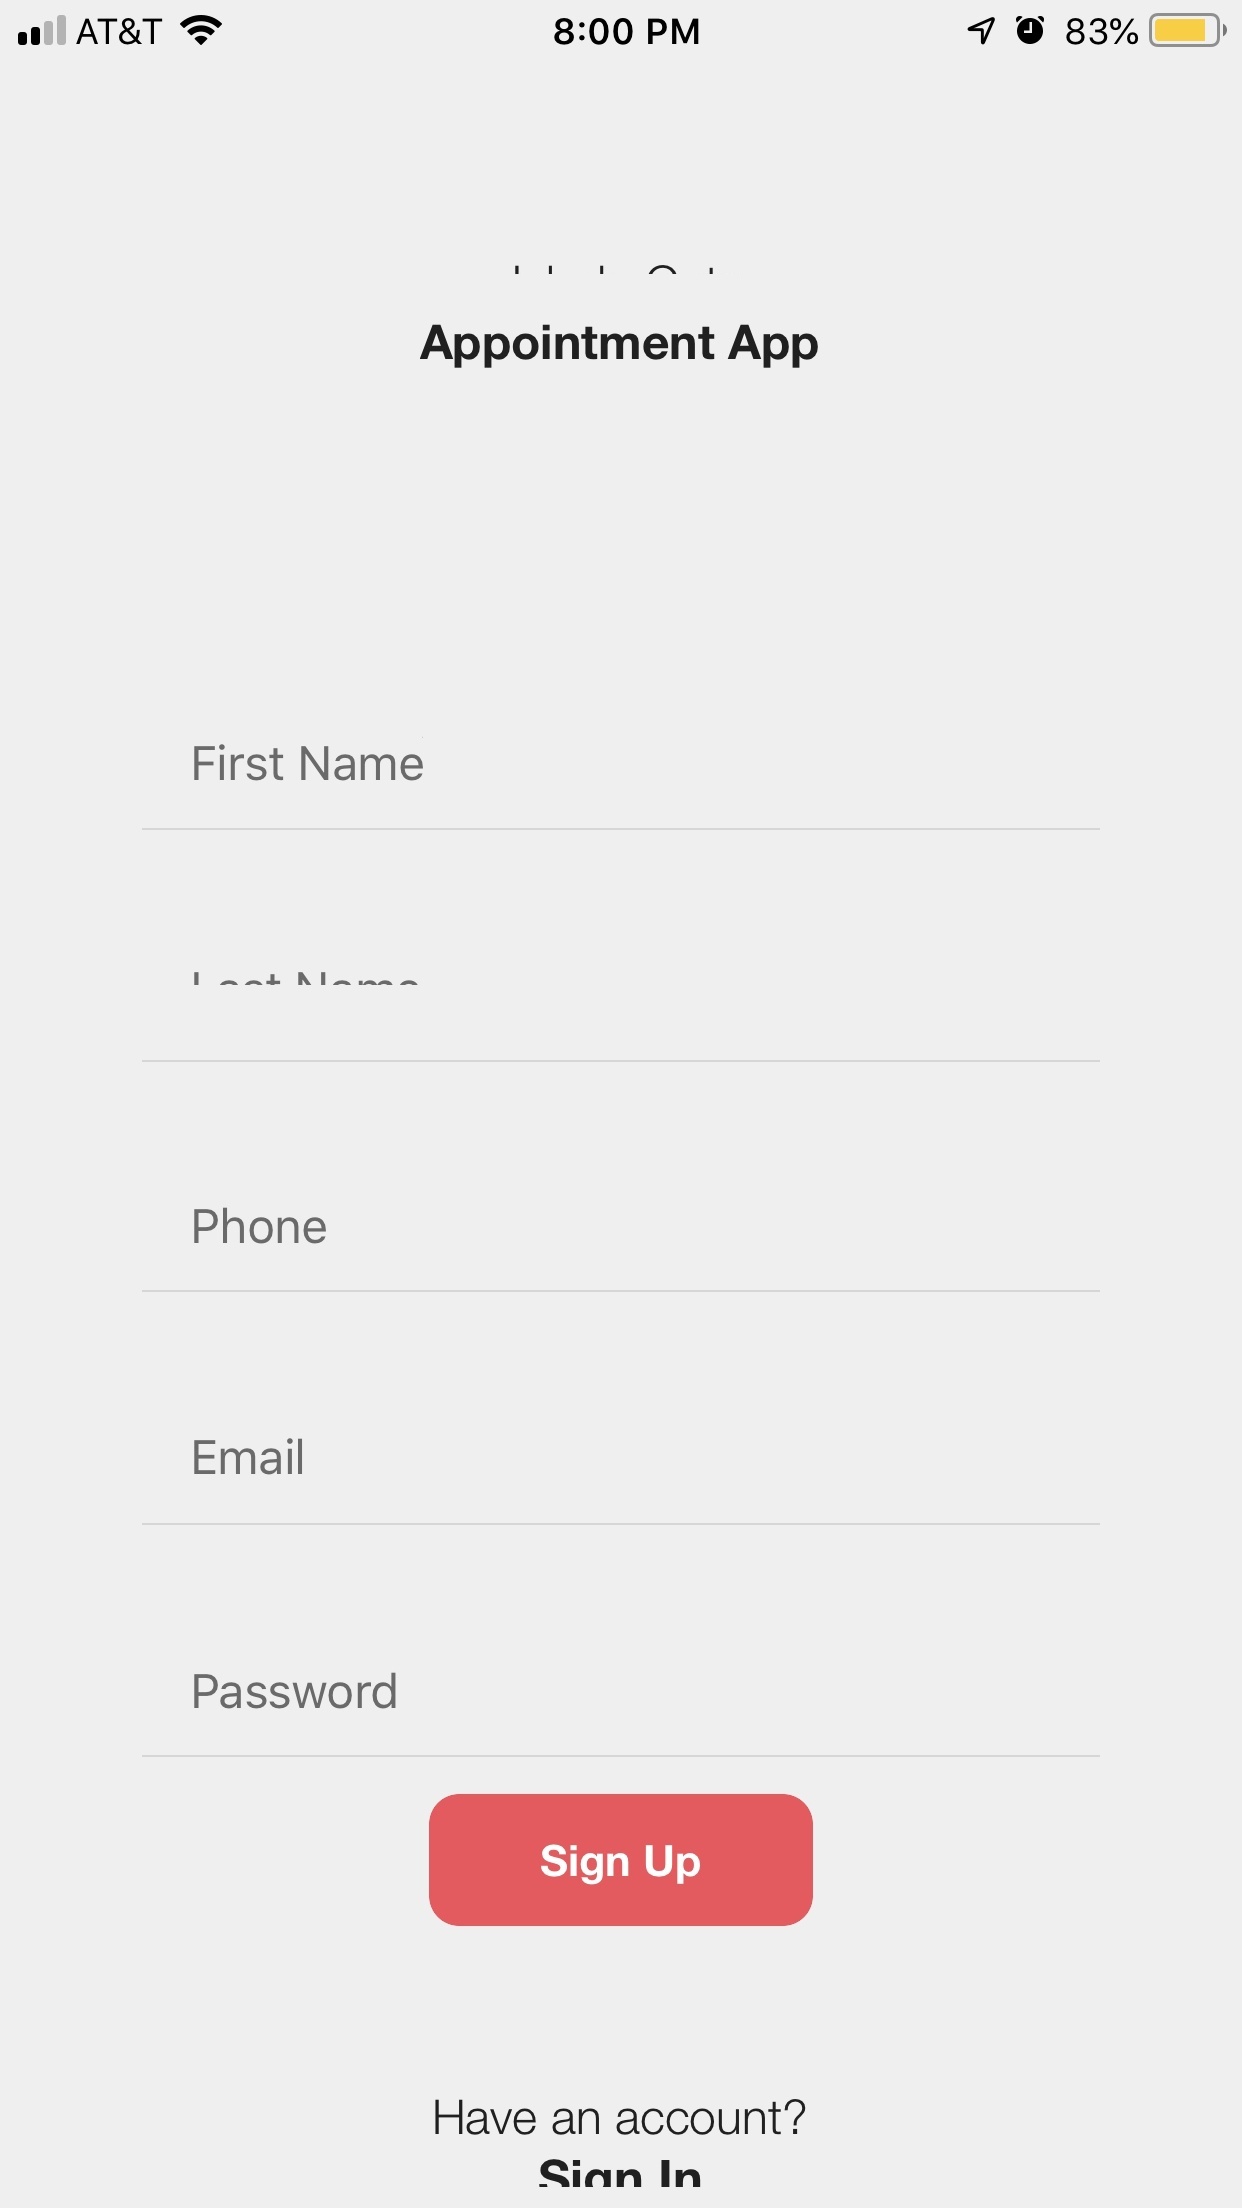 AT&T 8:00 PM 83%
Appointment App
First Name
Last Name
Phone
Email
Password
Sign Up
Have an account?
Sign In